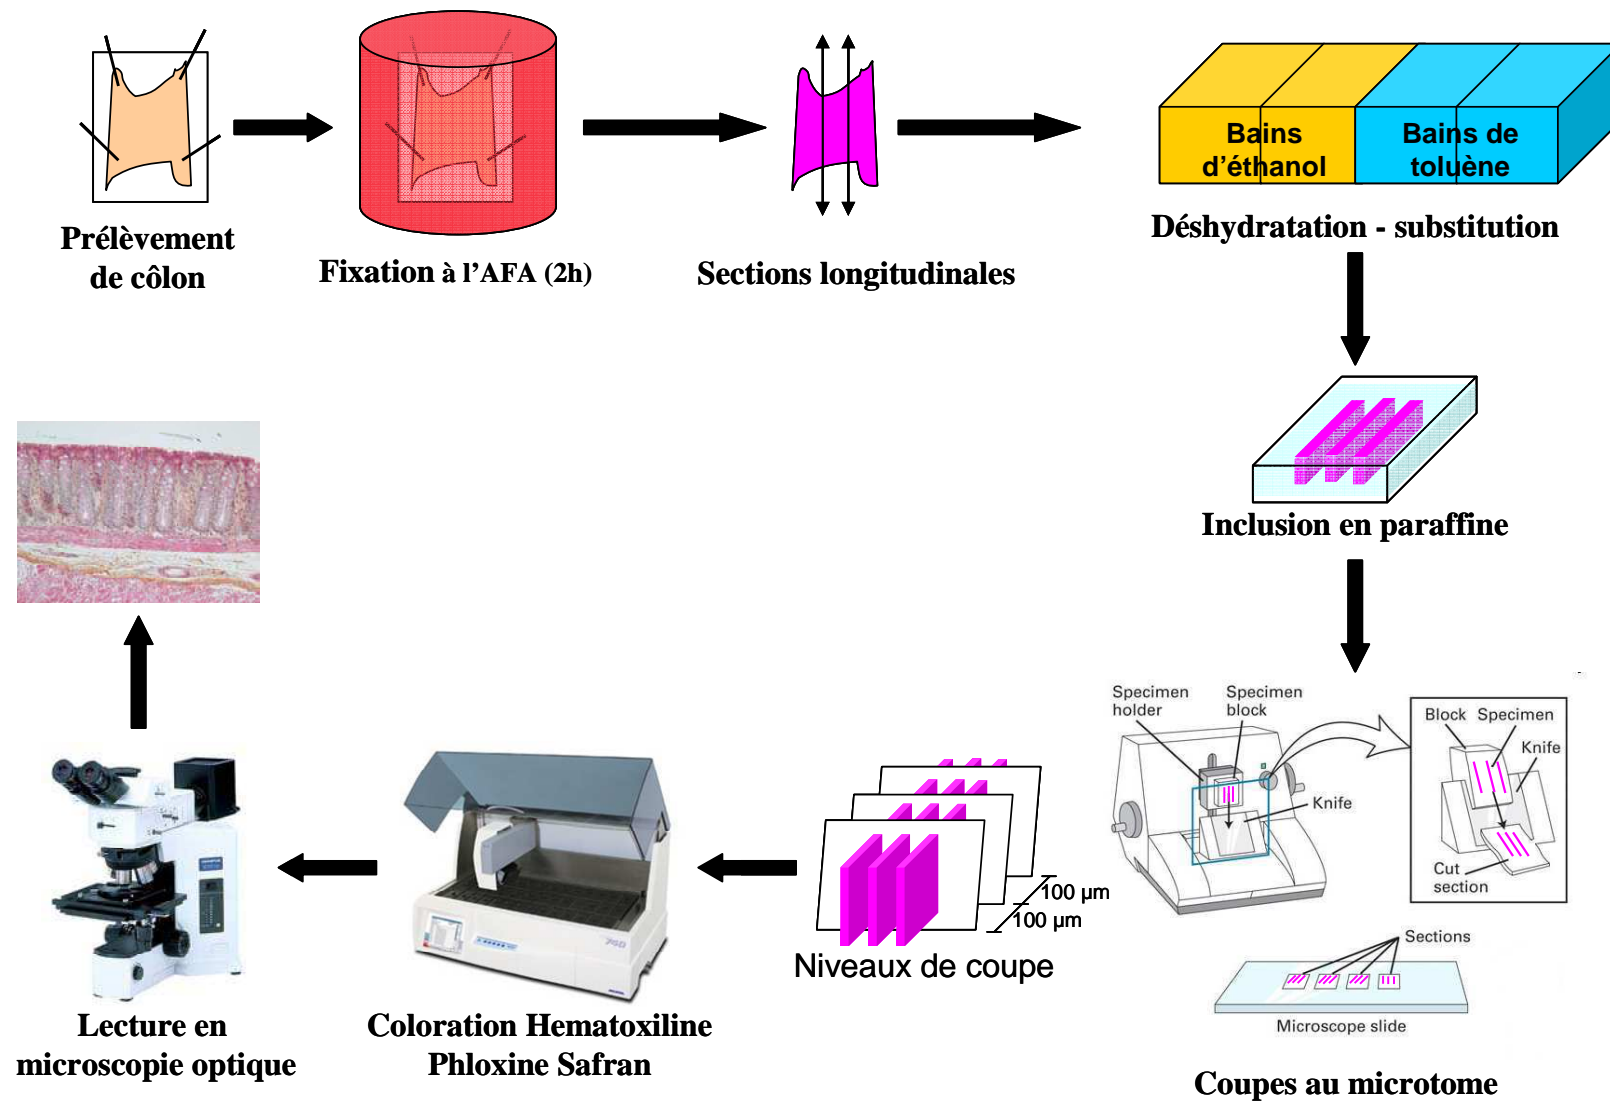 Prélèvement
de côlon
Fixation à l'AFA (2h)
Sections longitudinales
Bains
d'éthanol
Bains de
toluène
Déshydratation - substitution
Inclusion en paraffine
Specimen
holder
Specimen
block
Knife
Block
Specimen
Knife
Cut
section
Sections
Microscope slide
Coupes au microtome
100 µm
100 µm
Niveaux de coupe
Coloration Hematoxiline
Phloxine Safran
Lecture en
microscopie optique